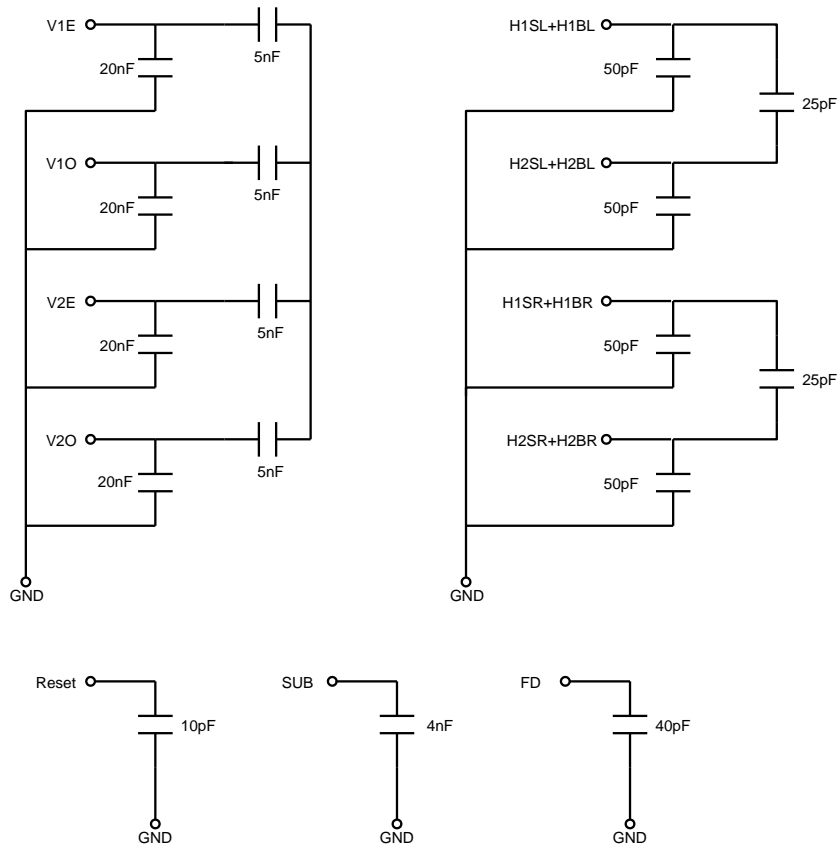 V1E
5nF
20nF
V1O
5nF
20nF
V2E
5nF
20nF
V2O
5nF
20nF
GND
H1SL+H1BL
50pF
25pF
H2SL+H2BL
50pF
H1SR+H1BR
50pF
25pF
H2SR+H2BR
50pF
GND
Reset
10pF
GND
SUB
4nF
GND
FD
40pF
GND